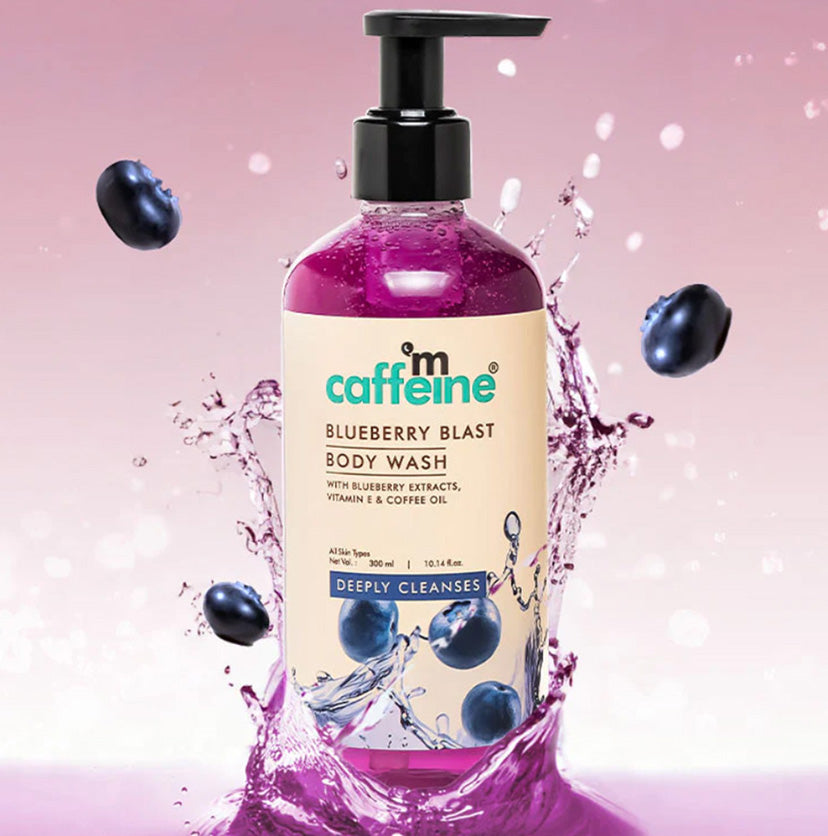 'm
caffeine®
BLUEBERRY BLAST
BODY WASH
WITH BLUEBERRY EXTRACTS,
VITAMIN E & COFFEE OIL
All Skin Types
Net Vol. : 300 ml | 10.14 fl.oz.
DEEPLY CLEANSES